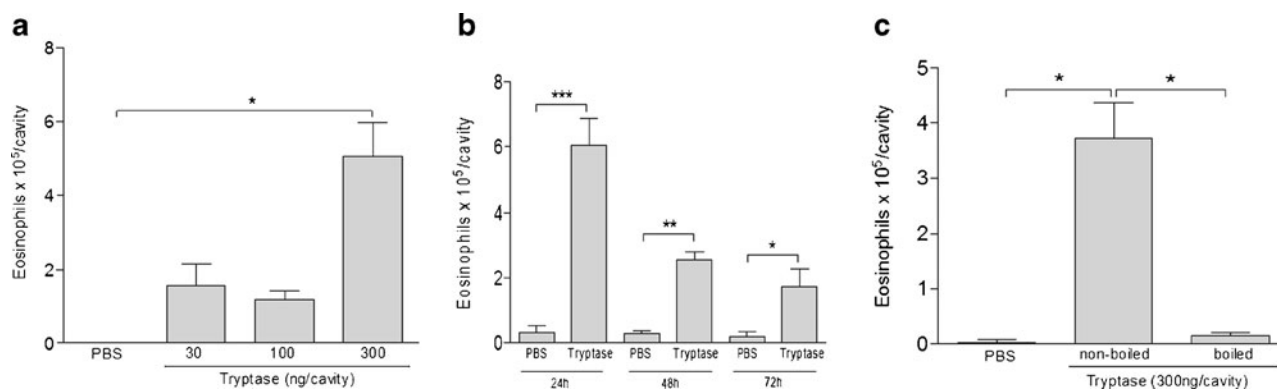 a
Eosinophils x 10⁵/cavity
8
6
4
2
0
*
PBS
30
100
300
Tryptase (ng/cavity)
b
Eosinophils x 10⁵/cavity
8
6
4
2
0
***
**
*
PBS Tryptase PBS Tryptase PBS Tryptase
24h 48h 72h
c
Eosinophils x 10⁵/cavity
5
4
3
2
1
0
* *
PBS non-boiled boiled
Tryptase (300ng/cavity)